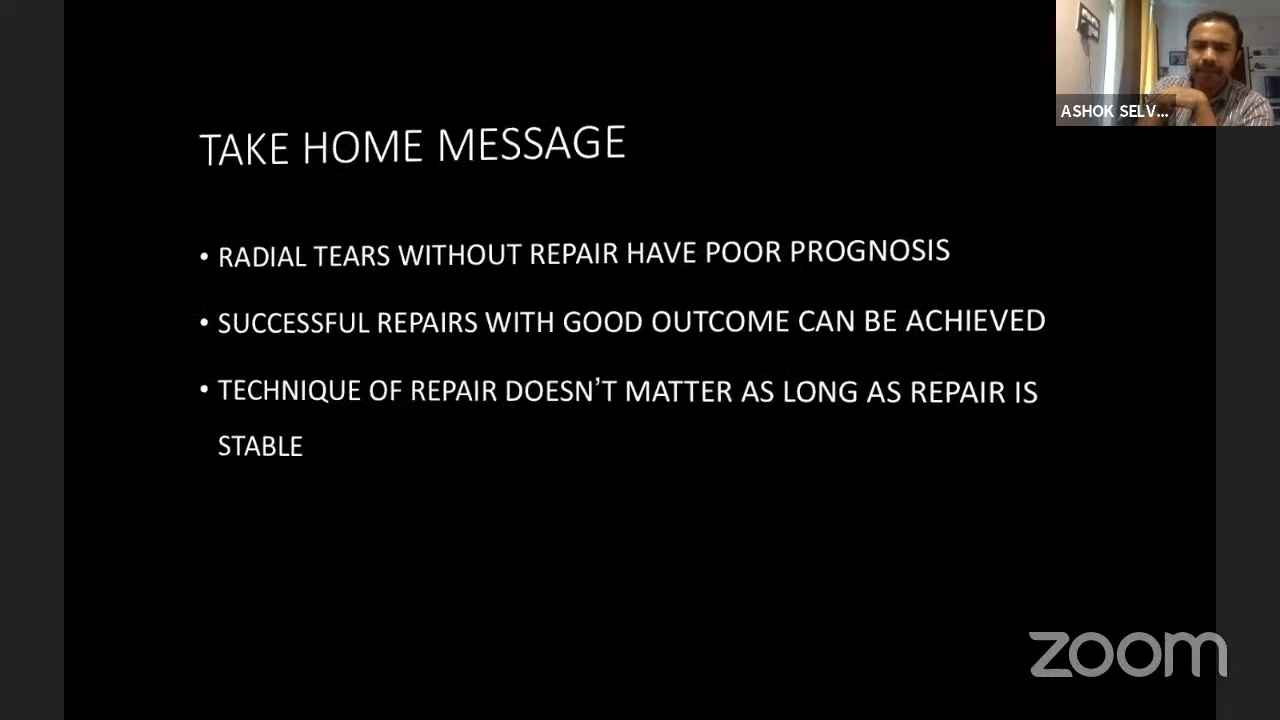 ASHOK SELV...
TAKE HOME MESSAGE
• RADIAL TEARS WITHOUT REPAIR HAVE POOR PROGNOSIS
• SUCCESSFUL REPAIRS WITH GOOD OUTCOME CAN BE ACHIEVED
• TECHNIQUE OF REPAIR DOESN’T MATTER AS LONG AS REPAIR IS
STABLE
zoom